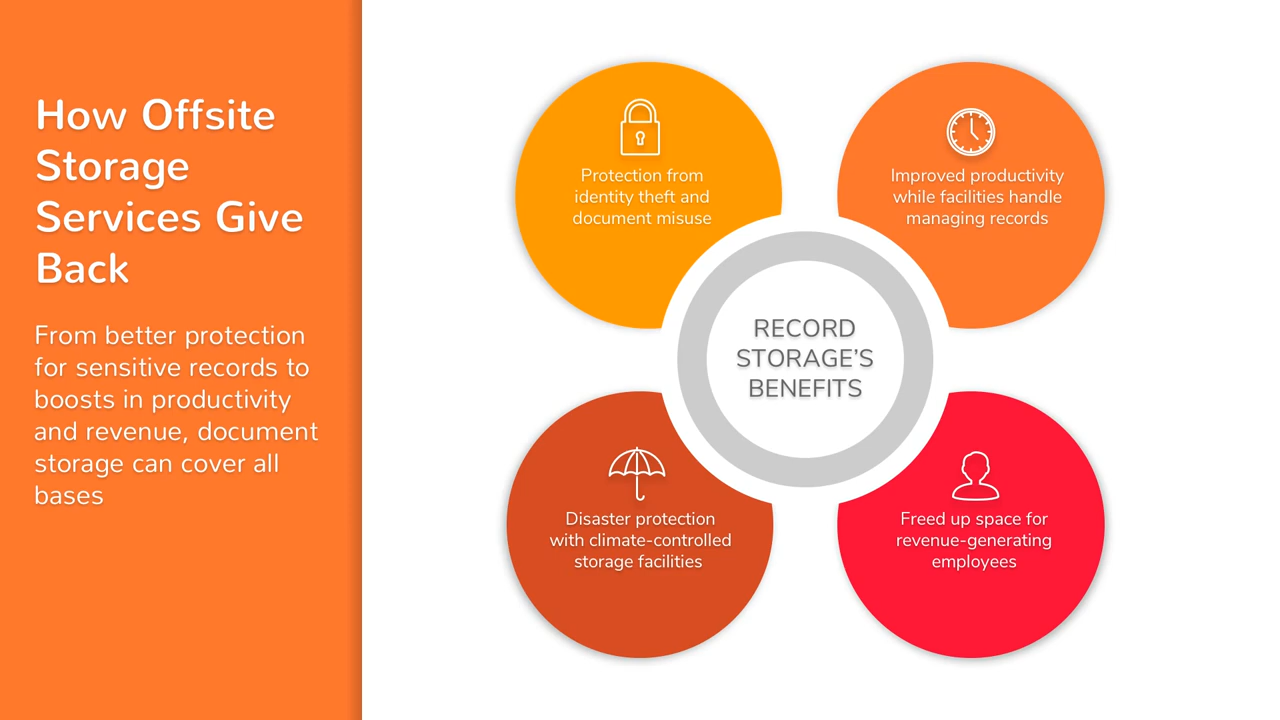 How Offsite
Storage
Services Give
Back
From better protection
for sensitive records to
boosts in productivity
and revenue, document
storage can cover all
bases
Protection from
identity theft and
document misuse
Improved productivity
while facilities handle
managing records
RECORD
STORAGE’S
BENEFITS
Disaster protection
with climate-controlled
storage facilities
Freed up space for
revenue-generating
employees